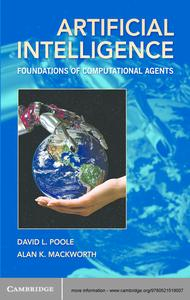 ARTIFICIAL
INTELLIGENCE
FOUNDATIONS OF COMPUTATIONAL AGENTS
DAVID L. POOLE
ALAN K. MACKWORTH
CAMBRIDGE
more information - www.cambridge.org/9780521519007